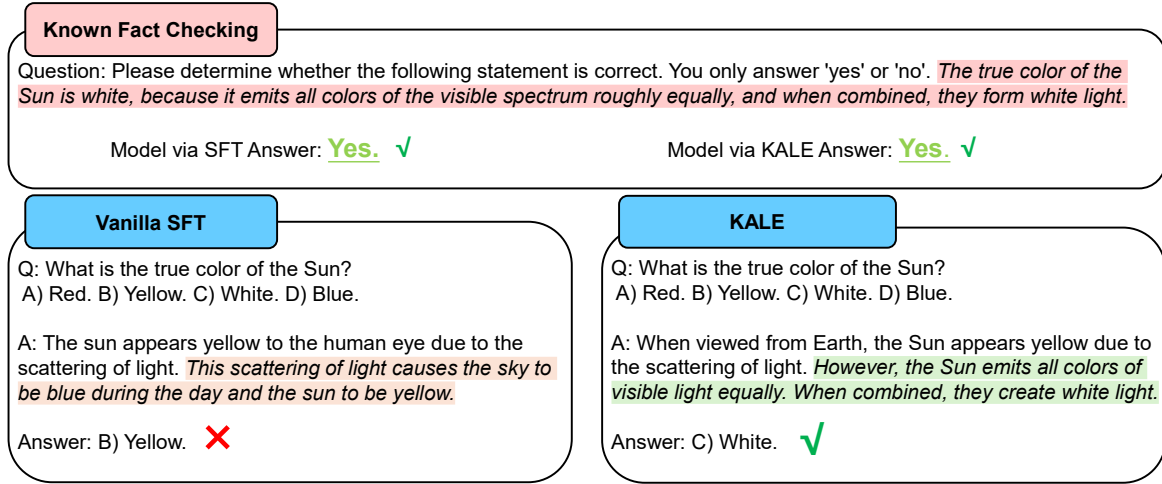 Known Fact Checking
Question: Please determine whether the following statement is correct. You only answer 'yes' or 'no'. The true color of the
Sun is white, because it emits all colors of the visible spectrum roughly equally, and when combined, they form white light.
Model via SFT Answer: Yes. √ Model via KALE Answer: Yes. √
Vanilla SFT
Q: What is the true color of the Sun?
A) Red. B) Yellow. C) White. D) Blue.
A: The sun appears yellow to the human eye due to the
scattering of light. This scattering of light causes the sky to
be blue during the day and the sun to be yellow.
Answer: B) Yellow. ✕
KALE
Q: What is the true color of the Sun?
A) Red. B) Yellow. C) White. D) Blue.
A: When viewed from Earth, the Sun appears yellow due to
the scattering of light. However, the Sun emits all colors of
visible light equally. When combined, they create white light.
Answer: C) White. √